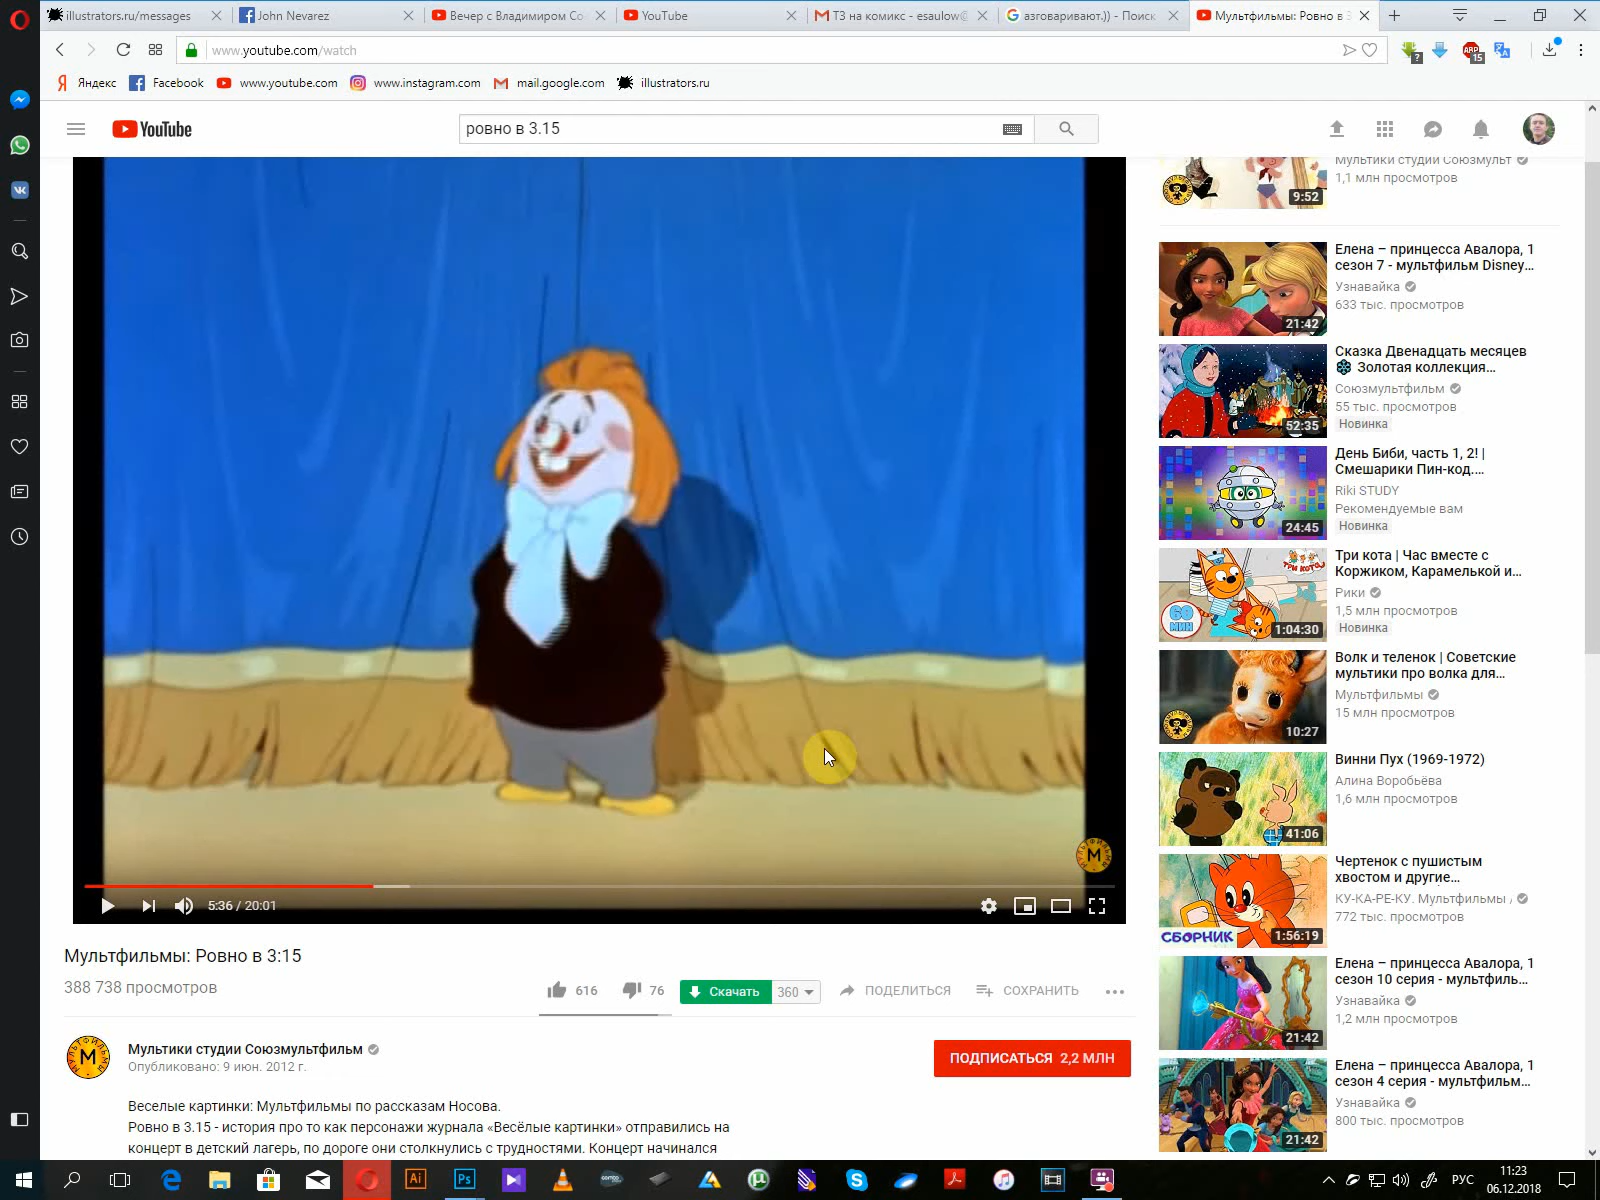 illustrators.ru/messages
John Nevarez
Вечер с Владимиром Со
YouTube
ТЗ на комикс - esaulow@
азговаривают.)) - Поиск
Мультфильмы: Ровно в 3
www.youtube.com/watch
?
ABP
15
Яндекс
Facebook
www.youtube.com
www.instagram.com
mail.google.com
illustrators.ru
YouTube
ровно в 3.15
5:36 / 20:01
М
Мультфильмы: Ровно в 3:15
388 738 просмотров
616
76
Скачать
360
ПОДЕЛИТЬСЯ
СОХРАНИТЬ
МУЛЬТФИЛЬМЫ
М
Мультики студии Союзмультфильм
Опубликовано: 9 июн. 2012 г.
ПОДПИСАТЬСЯ 2,2 МЛН
Веселые картинки: Мультфильмы по рассказам Носова.
Ровно в 3.15 - история про то как персонажи журнала «Весёлые картинки» отправились на
концерт в детский лагерь, по дороге они столкнулись с трудностями. Концерт начинался
Мультики студии Союзмульт
1,1 млн просмотров
9:52
Елена – принцесса Авалора, 1
сезон 7 - мультфильм Disney...
Узнавайка
633 тыс. просмотров
21:42
Сказка Двенадцать месяцев
Золотая коллекция...
Союзмультфильм
55 тыс. просмотров
Новинка
52:35
День Биби, часть 1, 2! |
Смешарики Пин-код....
Riki STUDY
Рекомендуемые вам
Новинка
24:45
Три кота | Час вместе с
Коржиком, Карамелькой и...
Рики
1,5 млн просмотров
Новинка
ТРИ КОТА
60
МИН
1:04:30
Волк и теленок | Советские
мультики про волка для...
Мультфильмы
15 млн просмотров
10:27
Винни Пух (1969-1972)
Алина Воробьёва
1,6 млн просмотров
41:06
Чертенок с пушистым
хвостом и другие...
КУ-КА-РЕ-КУ. Мультфильмы
772 тыс. просмотров
СБОРНИК
1:56:19
Елена – принцесса Авалора, 1
сезон 10 серия - мультфиль...
Узнавайка
1,2 млн просмотров
21:42
Елена – принцесса Авалора, 1
сезон 4 серия - мультфильм...
Узнавайка
800 тыс. просмотров
21:42
Ai
Ps
РУС
11:23
06.12.2018